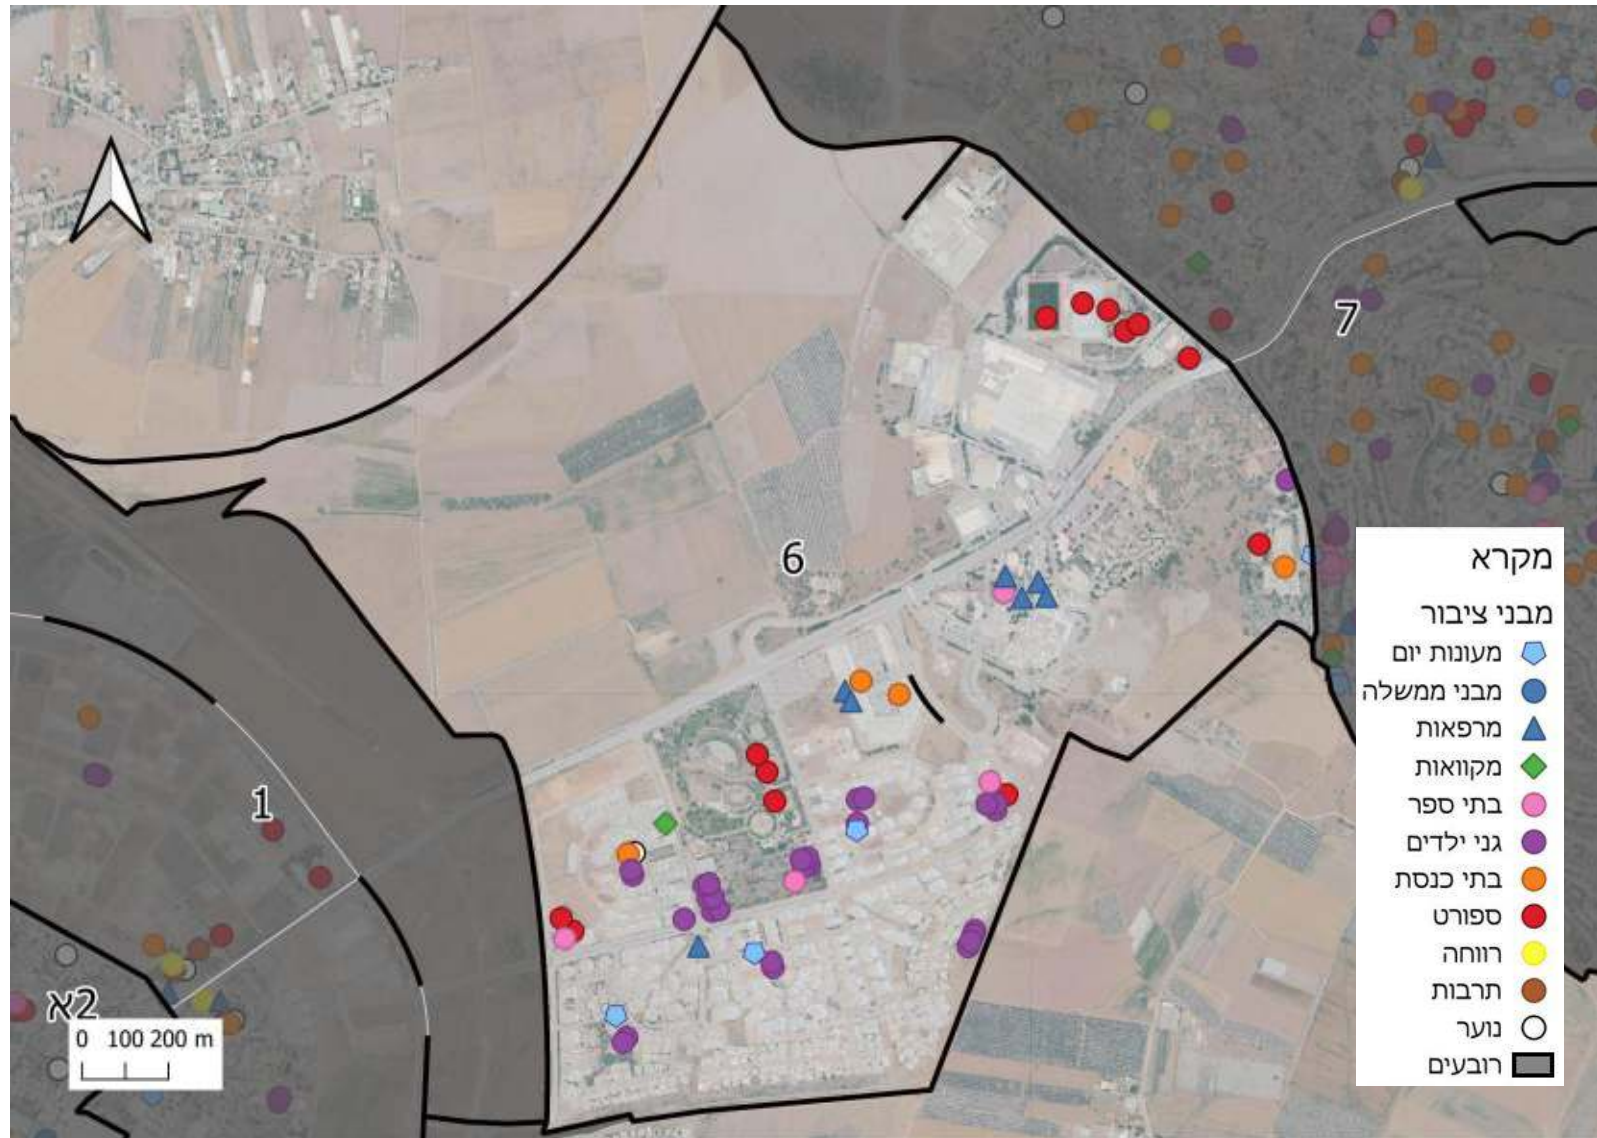 7
6
1
2א
0 100 200 m
מקרא
מבני ציבור
מעונות יום
מבני ממשלה
מרפאות
מקוואות
בתי ספר
גני ילדים
בתי כנסת
ספורט
רווחה
תרבות
נוער
רובעים